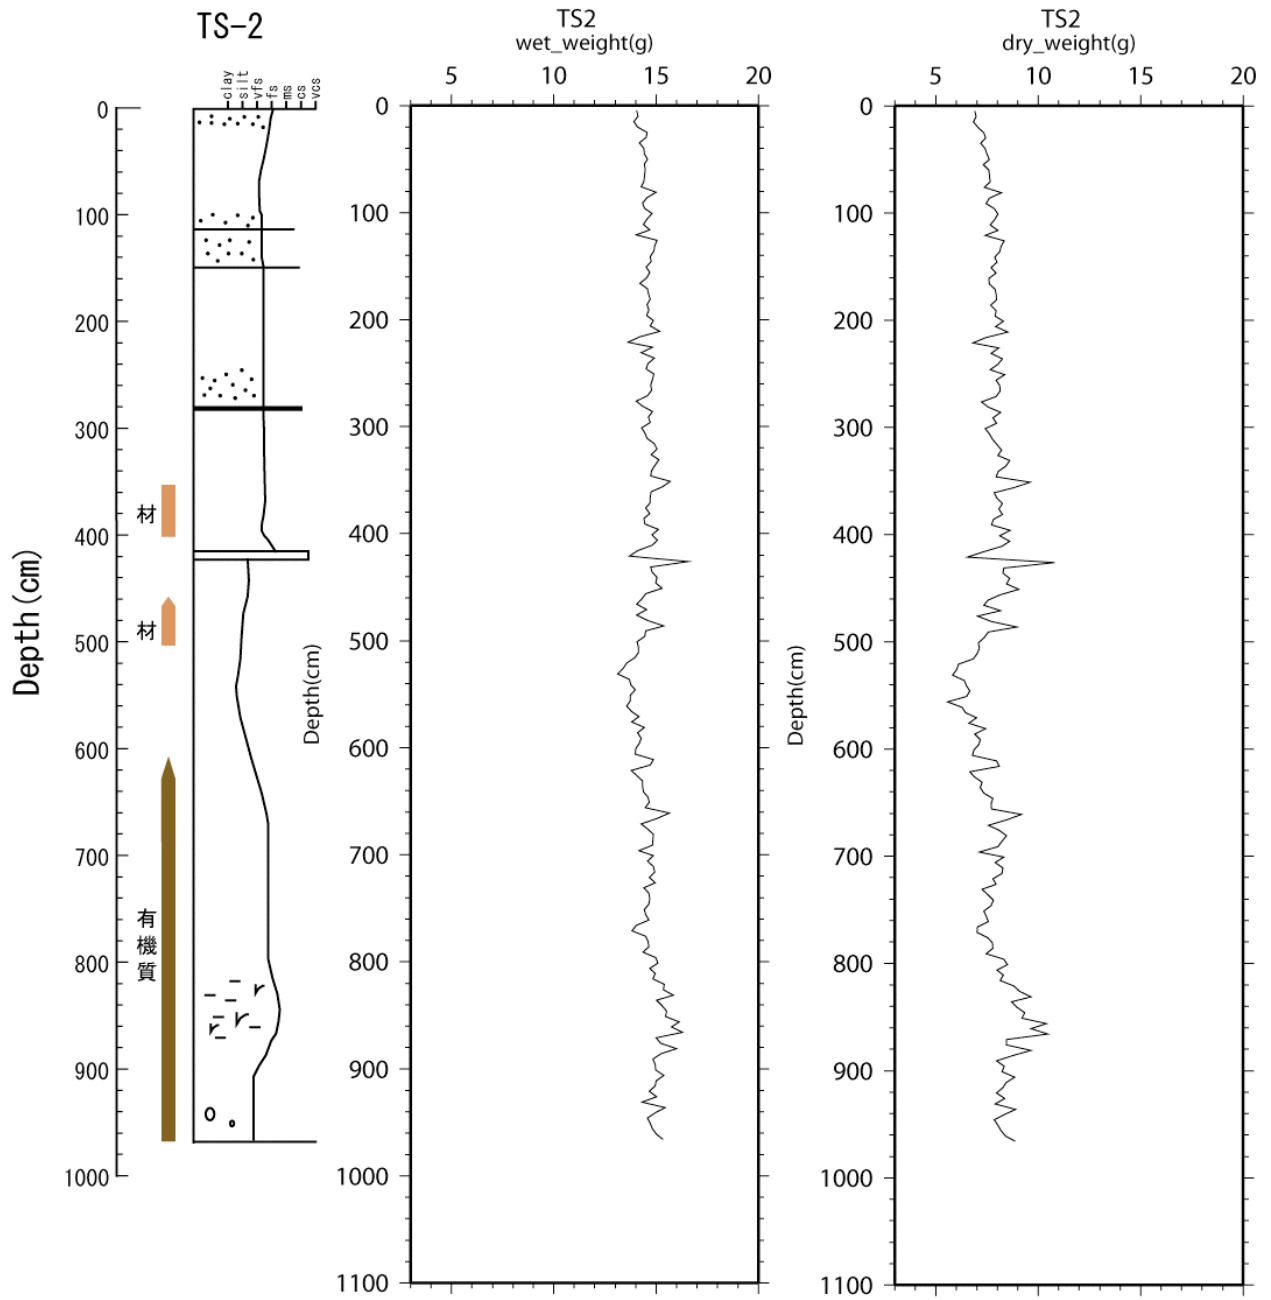 TS-2
clay
silt
vfs
fs
ms
cs
vcs
0
100
200
300
400
500
600
700
800
900
1000
Depth(cm)
材
材
有
機
質
TS2
wet_weight(g)
5 10 15 20
0
100
200
300
400
500
600
700
800
900
1000
1100
Depth(cm)
TS2
dry_weight(g)
5 10 15 20
0
100
200
300
400
500
600
700
800
900
1000
1100
Depth(cm)